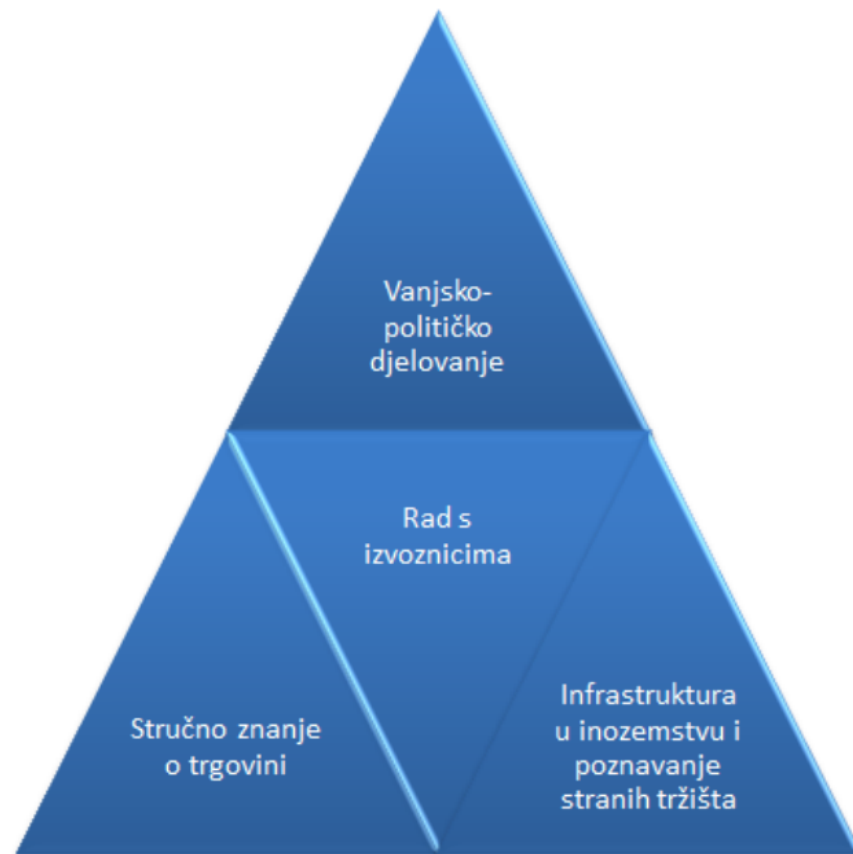 Vanjsko-
političko
djelovanje
Rad s
izvoznicima
Stručno znanje
o trgovini
Infrastruktura
u inozemstvu i
poznavanje
stranih tržišta